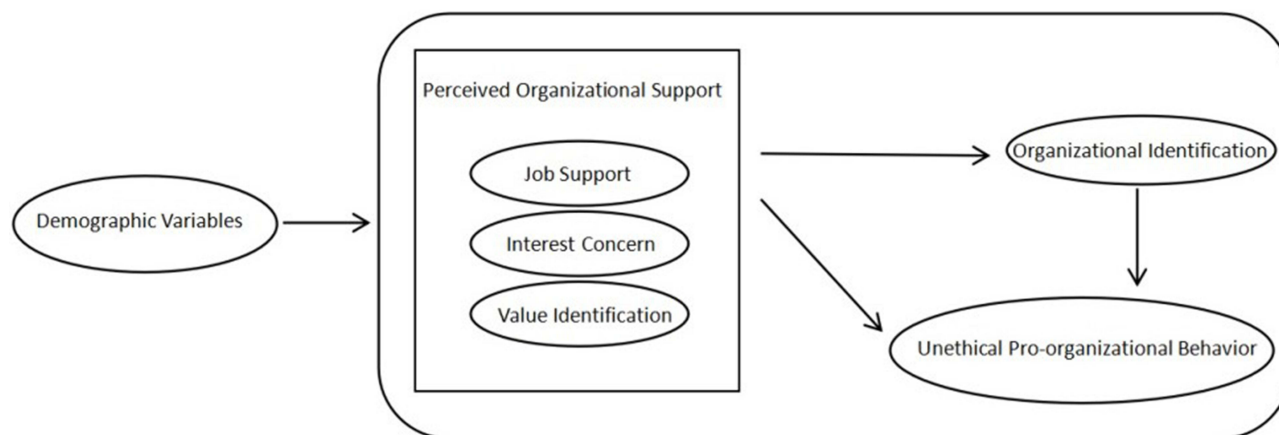 Perceived Organizational Support
Job Support
Interest Concern
Value Identification
Demographic Variables
Organizational Identification
Unethical Pro-organizational Behavior